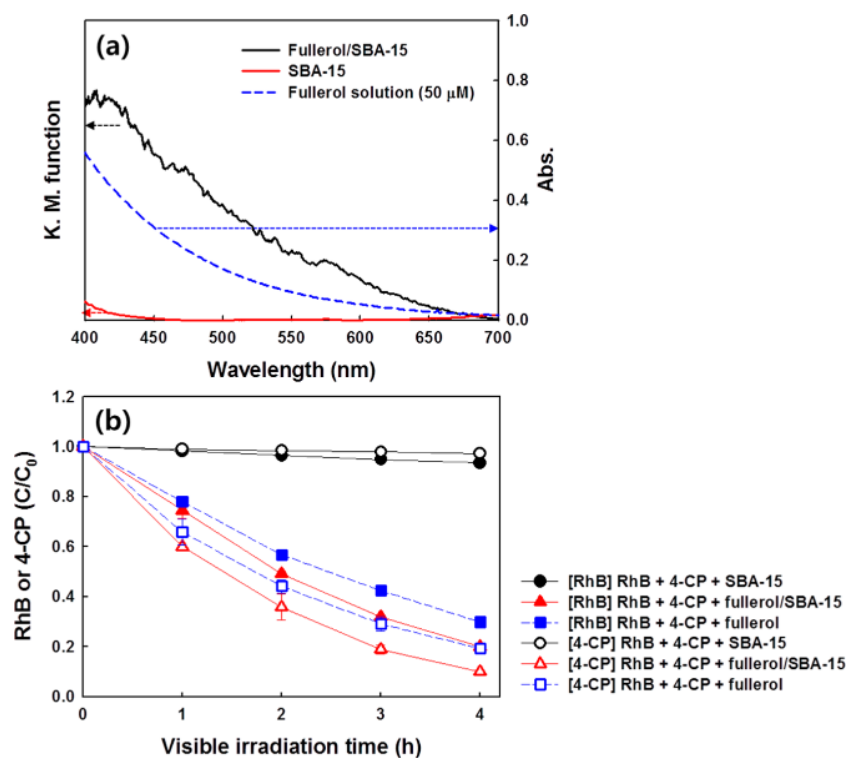 (a)
Fullerol/SBA-15
SBA-15
Fullerol solution (50 μM)
K. M. function
Abs.
1.0
0.8
0.6
0.4
0.2
0.0
400 450 500 550 600 650 700
Wavelength (nm)
(b)
RhB or 4-CP (C/C₀)
1.2
1.0
0.8
0.6
0.4
0.2
0.0
0 1 2 3 4
Visible irradiation time (h)
[RhB] RhB + 4-CP + SBA-15
[RhB] RhB + 4-CP + fullerol/SBA-15
[RhB] RhB + 4-CP + fullerol
[4-CP] RhB + 4-CP + SBA-15
[4-CP] RhB + 4-CP + fullerol/SBA-15
[4-CP] RhB + 4-CP + fullerol